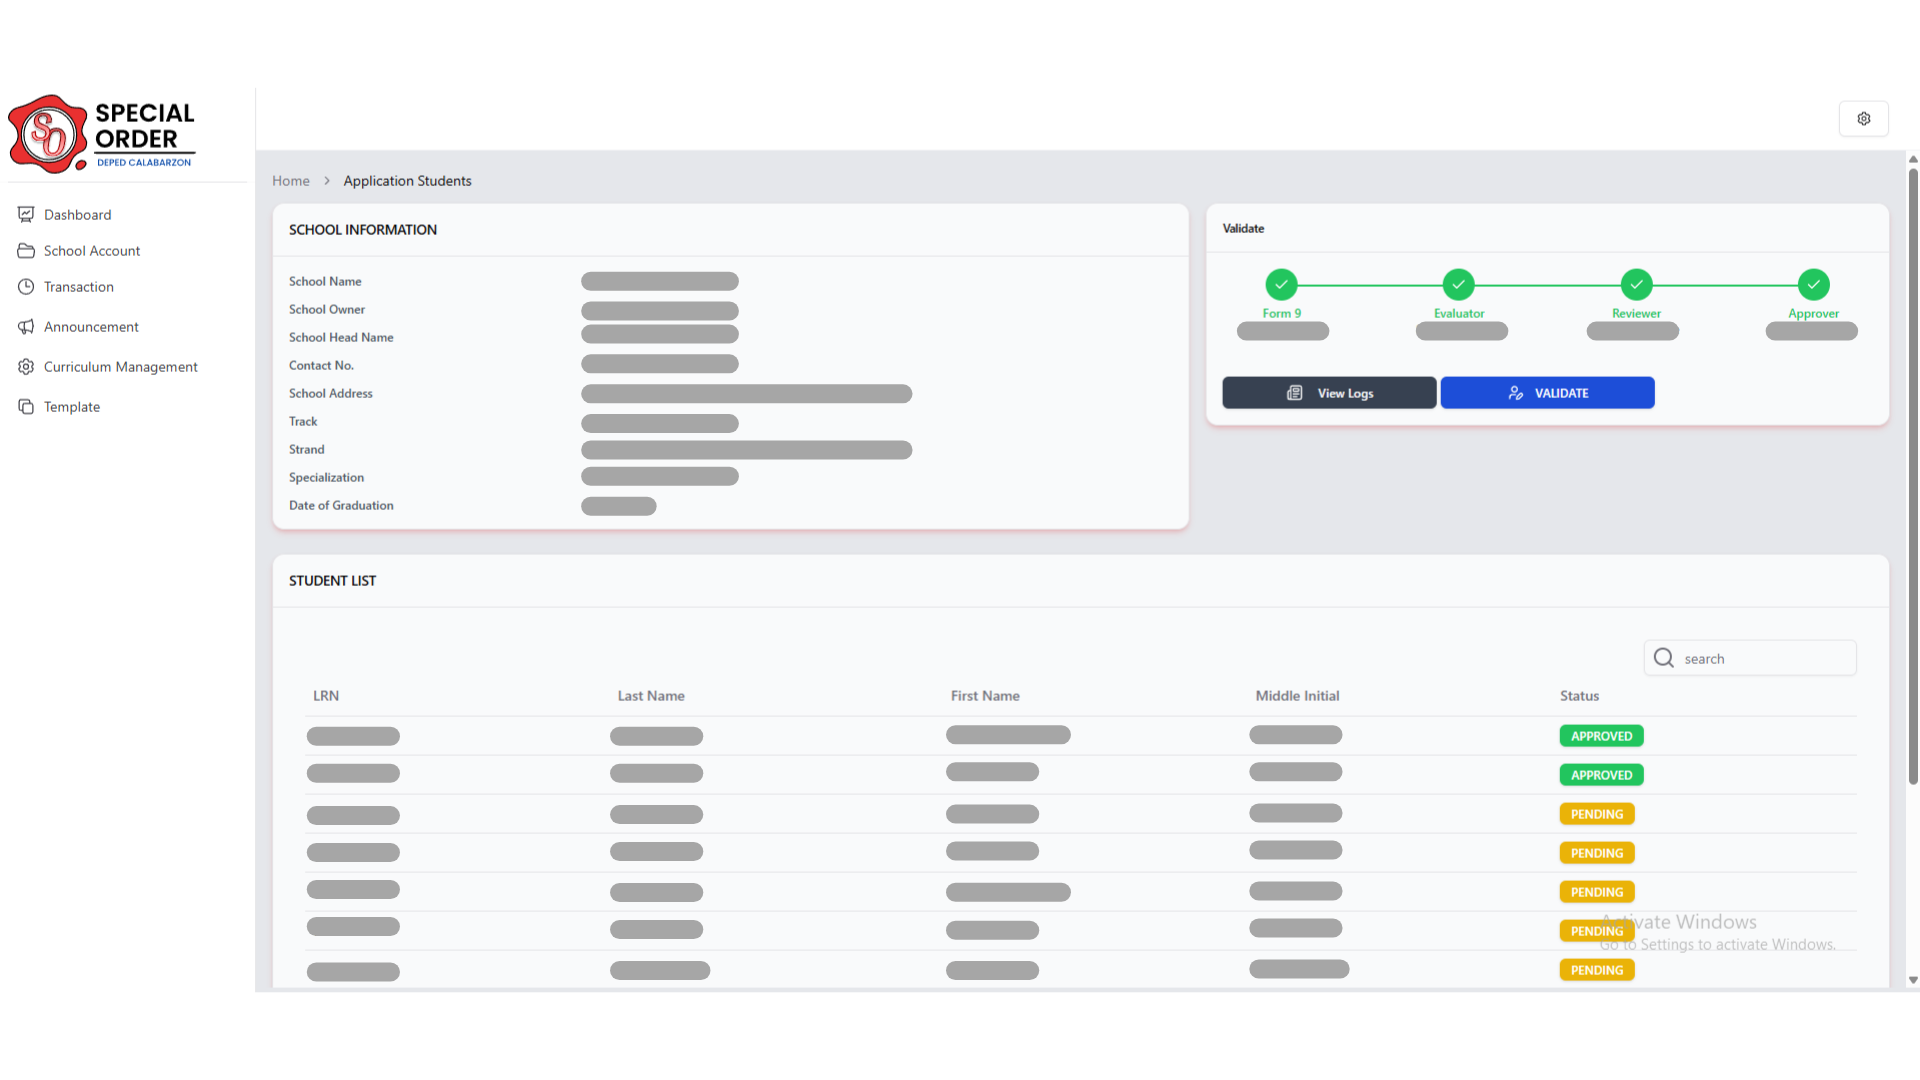 SO
SPECIAL
ORDER
DEPED CALABARZON
Dashboard
School Account
Transaction
Announcement
Curriculum Management
Template
Home > Application Students
SCHOOL INFORMATION
School Name
School Owner
School Head Name
Contact No.
School Address
Track
Strand
Specialization
Date of Graduation
Validate
Form 9 Evaluator Reviewer Approver
View Logs VALIDATE
STUDENT LIST
search
LRN Last Name First Name Middle Initial Status
APPROVED
APPROVED
PENDING
PENDING
PENDING
PENDING
PENDING
Activate Windows
Go to Settings to activate Windows.